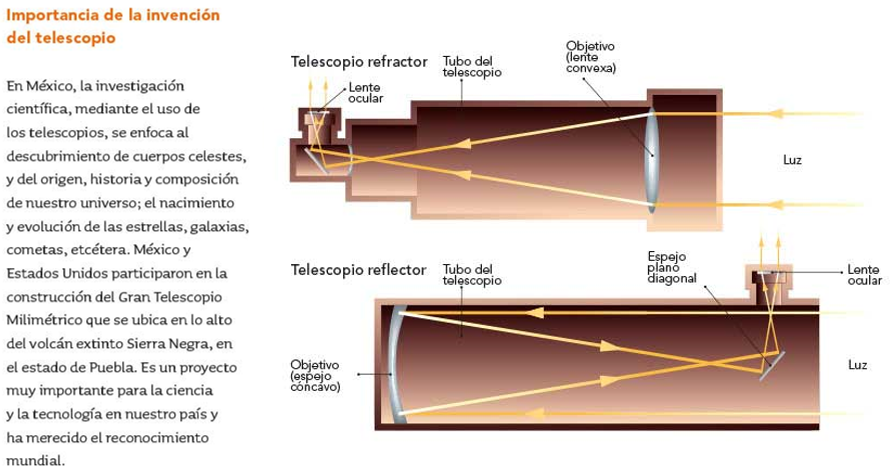 Importancia de la invención
del telescopio
En México, la investigación
científica, mediante el uso de
los telescopios, se enfoca al
descubrimiento de cuerpos celestes,
y del origen, historia y composición
de nuestro universo; el nacimiento
y evolución de las estrellas, galaxias,
cometas, etcétera. México y
Estados Unidos participaron en la
construcción del Gran Telescopio
Milimétrico que se ubica en lo alto
del volcán extinto Sierra Negra, en
el estado de Puebla. Es un proyecto
muy importante para la ciencia
y la tecnología en nuestro país y
ha merecido el reconocimiento
mundial.
Telescopio refractor
Tubo del
telescopio
Objetivo
(lente
convexa)
Lente
ocular
Luz
Telescopio reflector
Tubo del
telescopio
Espejo
plano
diagonal
Lente
ocular
Objetivo
(espejo
cóncavo)
Luz